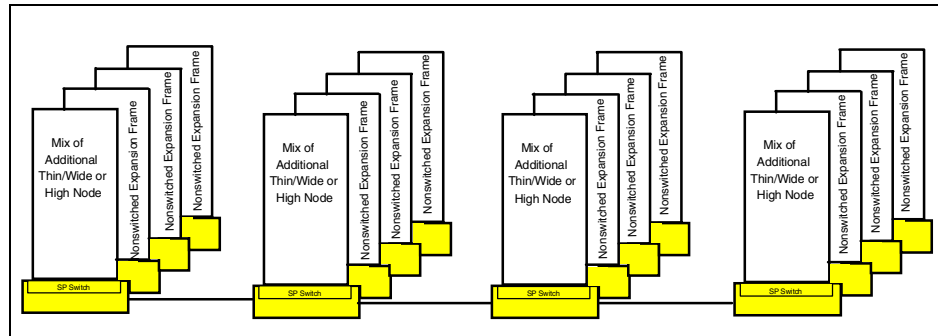 Mix of
Additional
Thin/Wide or
High Node
Nonswitched Expansion Frame
Nonswitched Expansion Frame
Nonswitched Expansion Frame
SP Switch
Mix of
Additional
Thin/Wide or
High Node
Nonswitched Expansion Frame
Nonswitched Expansion Frame
Nonswitched Expansion Frame
SP Switch
Mix of
Additional
Thin/Wide or
High Node
Nonswitched Expansion Frame
Nonswitched Expansion Frame
Nonswitched Expansion Frame
SP Switch
Mix of
Additional
Thin/Wide or
High Node
Nonswitched Expansion Frame
Nonswitched Expansion Frame
Nonswitched Expansion Frame
SP Switch